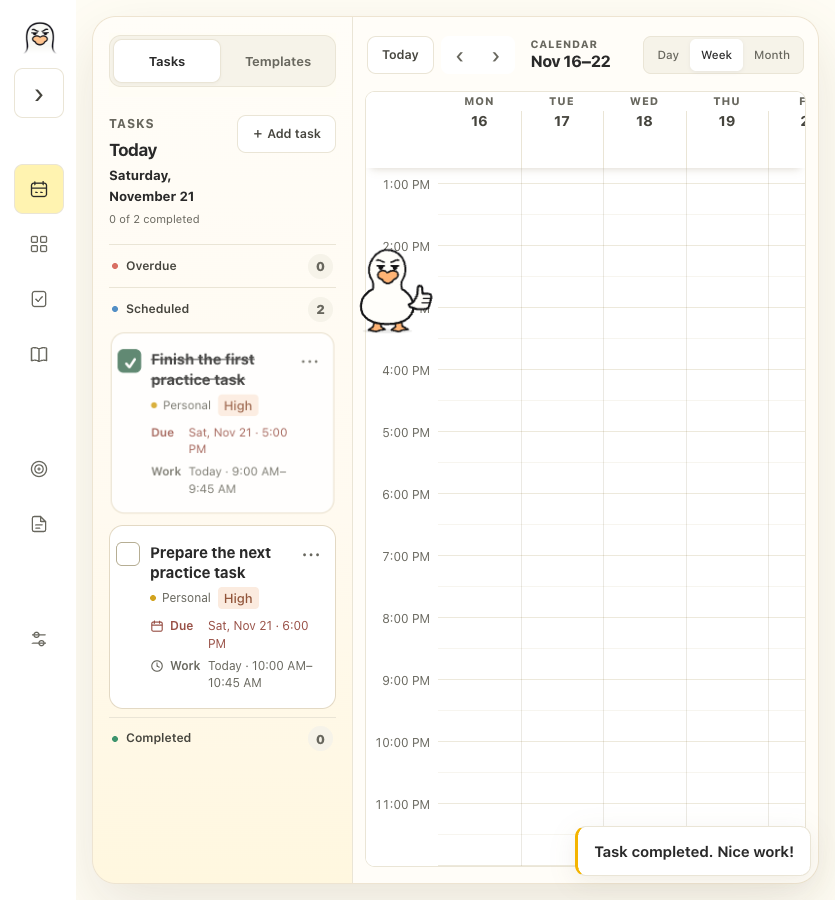 Tasks
Templates
TASKS
Today
Saturday,
November 21
0 of 2 completed
+ Add task
Overdue
0
Scheduled
2
Finish the first
practice task
Personal High
Due Sat, Nov 21 · 5:00
PM
Work Today · 9:00 AM–
9:45 AM
Prepare the next
practice task
Personal High
Due Sat, Nov 21 · 6:00
PM
Work Today · 10:00 AM–
10:45 AM
Completed
0
Today
CALENDAR
Nov 16–22
Day
Week
Month
MON TUE WED THU
16 17 18 19
1:00 PM
2:00 PM
4:00 PM
5:00 PM
6:00 PM
7:00 PM
8:00 PM
9:00 PM
10:00 PM
11:00 PM
Task completed. Nice work!